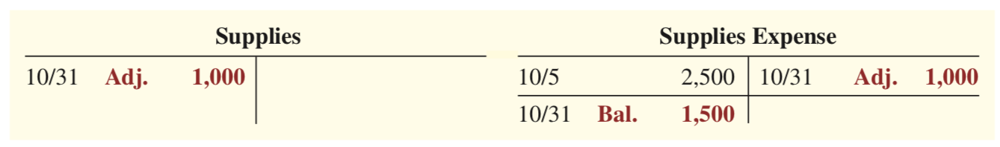 Supplies Supplies Expense
10/31 Adj. 1,000 10/5 2,500 10/31 Adj. 1,000
10/31 Bal. 1,500